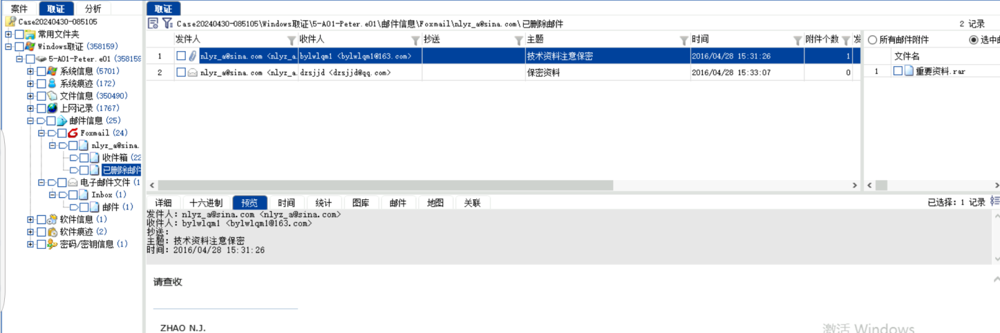 案件 取证 分析 取证
Case20240430-085105
Case20240430-085105\Windows取证\5-A01-Peter.e01\邮件信息\Foxmail\nlyz_a@sina.com\已删除邮件 2 记录
常用文件夹
Windows取证 (358159)
5-A01-Peter.e01 (358159
系统信息 (5701)
系统痕迹 (172)
文件信息 (350490)
上网记录 (1767)
邮件信息 (25)
Foxmail (24)
nlyz_a@sina.
收件箱 (22
已删除邮件
电子邮件文件 (1
Inbox (1)
邮件 (1)
软件信息 (1)
软件痕迹 (2)
密码/密钥信息 (1)
发件人 收件人 抄送 主题 时间 附件个数 发
1 nlyz_a@sina.com <nlyz_a. bylwlqm1 <bylwlqm1@163.com> 技术资料注意保密 2016/04/28 15:31:26 1
2 nlyz_a@sina.com <nlyz_a. dzsjjd <dzsjjd@qq.com> 保密资料 2016/04/28 15:33:07 0
所有邮件附件 选中邮
文件名
1 重要资料.rar
详细 十六进制 预览 时间 统计 图库 邮件 地图 关联 已选择: 1 记录
发件人: nlyz_a@sina.com <nlyz_a@sina.com>
收件人: bylwlqm1 <bylwlqm1@163.com>
抄送:
主题: 技术资料注意保密
时间: 2016/04/28 15:31:26
请查收
ZHAO N.J.
激活 Windows